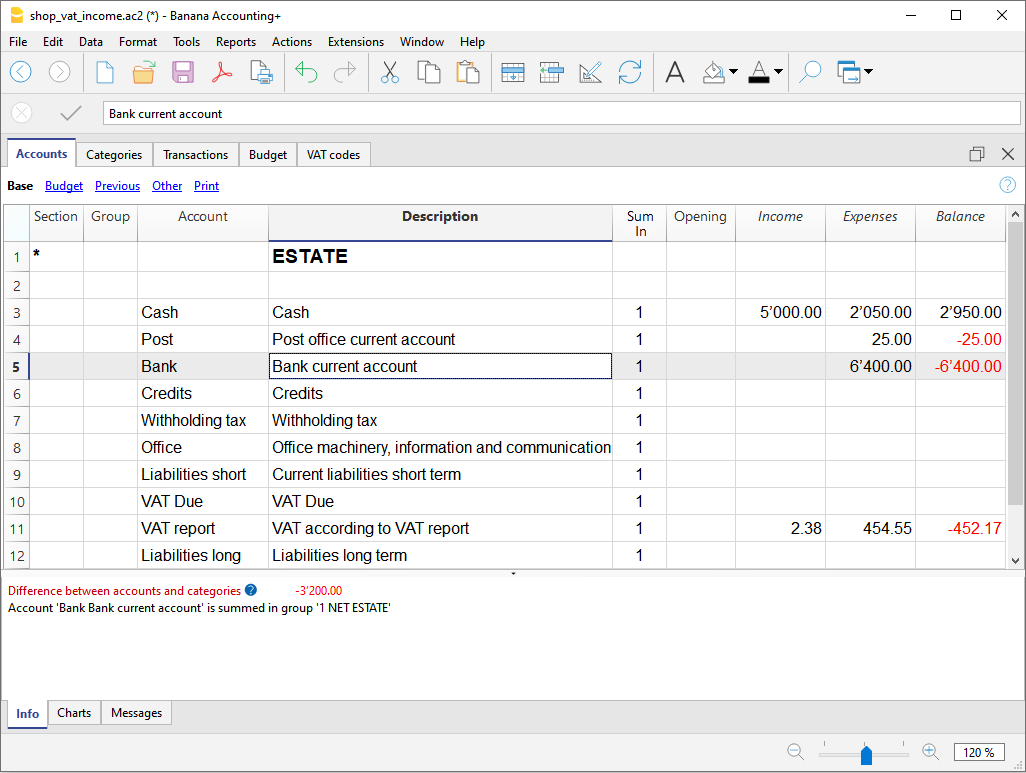 shop_vat_income.ac2 (*) - Banana Accounting+
File Edit Data Format Tools Reports Actions Extensions Window Help
Bank current account
Accounts Categories Transactions Budget VAT codes
Base Budget Previous Other Print
Section Group Account Description Sum In Opening Income Expenses Balance
1 * ESTATE
2
3 Cash Cash 1 5’000.00 2’050.00 2’950.00
4 Post Post office current account 1 25.00 -25.00
5 Bank Bank current account 1 6’400.00 -6’400.00
6 Credits Credits 1
7 Withholding tax Withholding tax 1
8 Office Office machinery, information and communication 1
9 Liabilities short Current liabilities short term 1
10 VAT Due VAT Due 1
11 VAT report VAT according to VAT report 1 2.38 454.55 -452.17
12 Liabilities long Liabilities long term 1
Difference between accounts and categories ? -3’200.00
Account 'Bank Bank current account' is summed in group '1 NET ESTATE'
Info Charts Messages
120 %